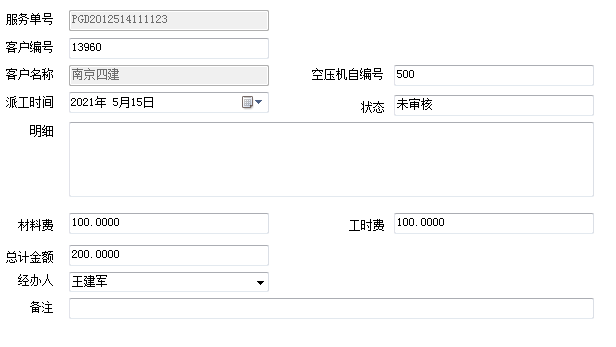 服务单号 PGD2012514111123
客户编号 13960
客户名称 南京四建 空压机自编号 500
派工时间 2021年 5月15日 状态 未审核
明细
材料费 100.0000 工时费 100.0000
总计金额 200.0000
经办人 王建军
备注